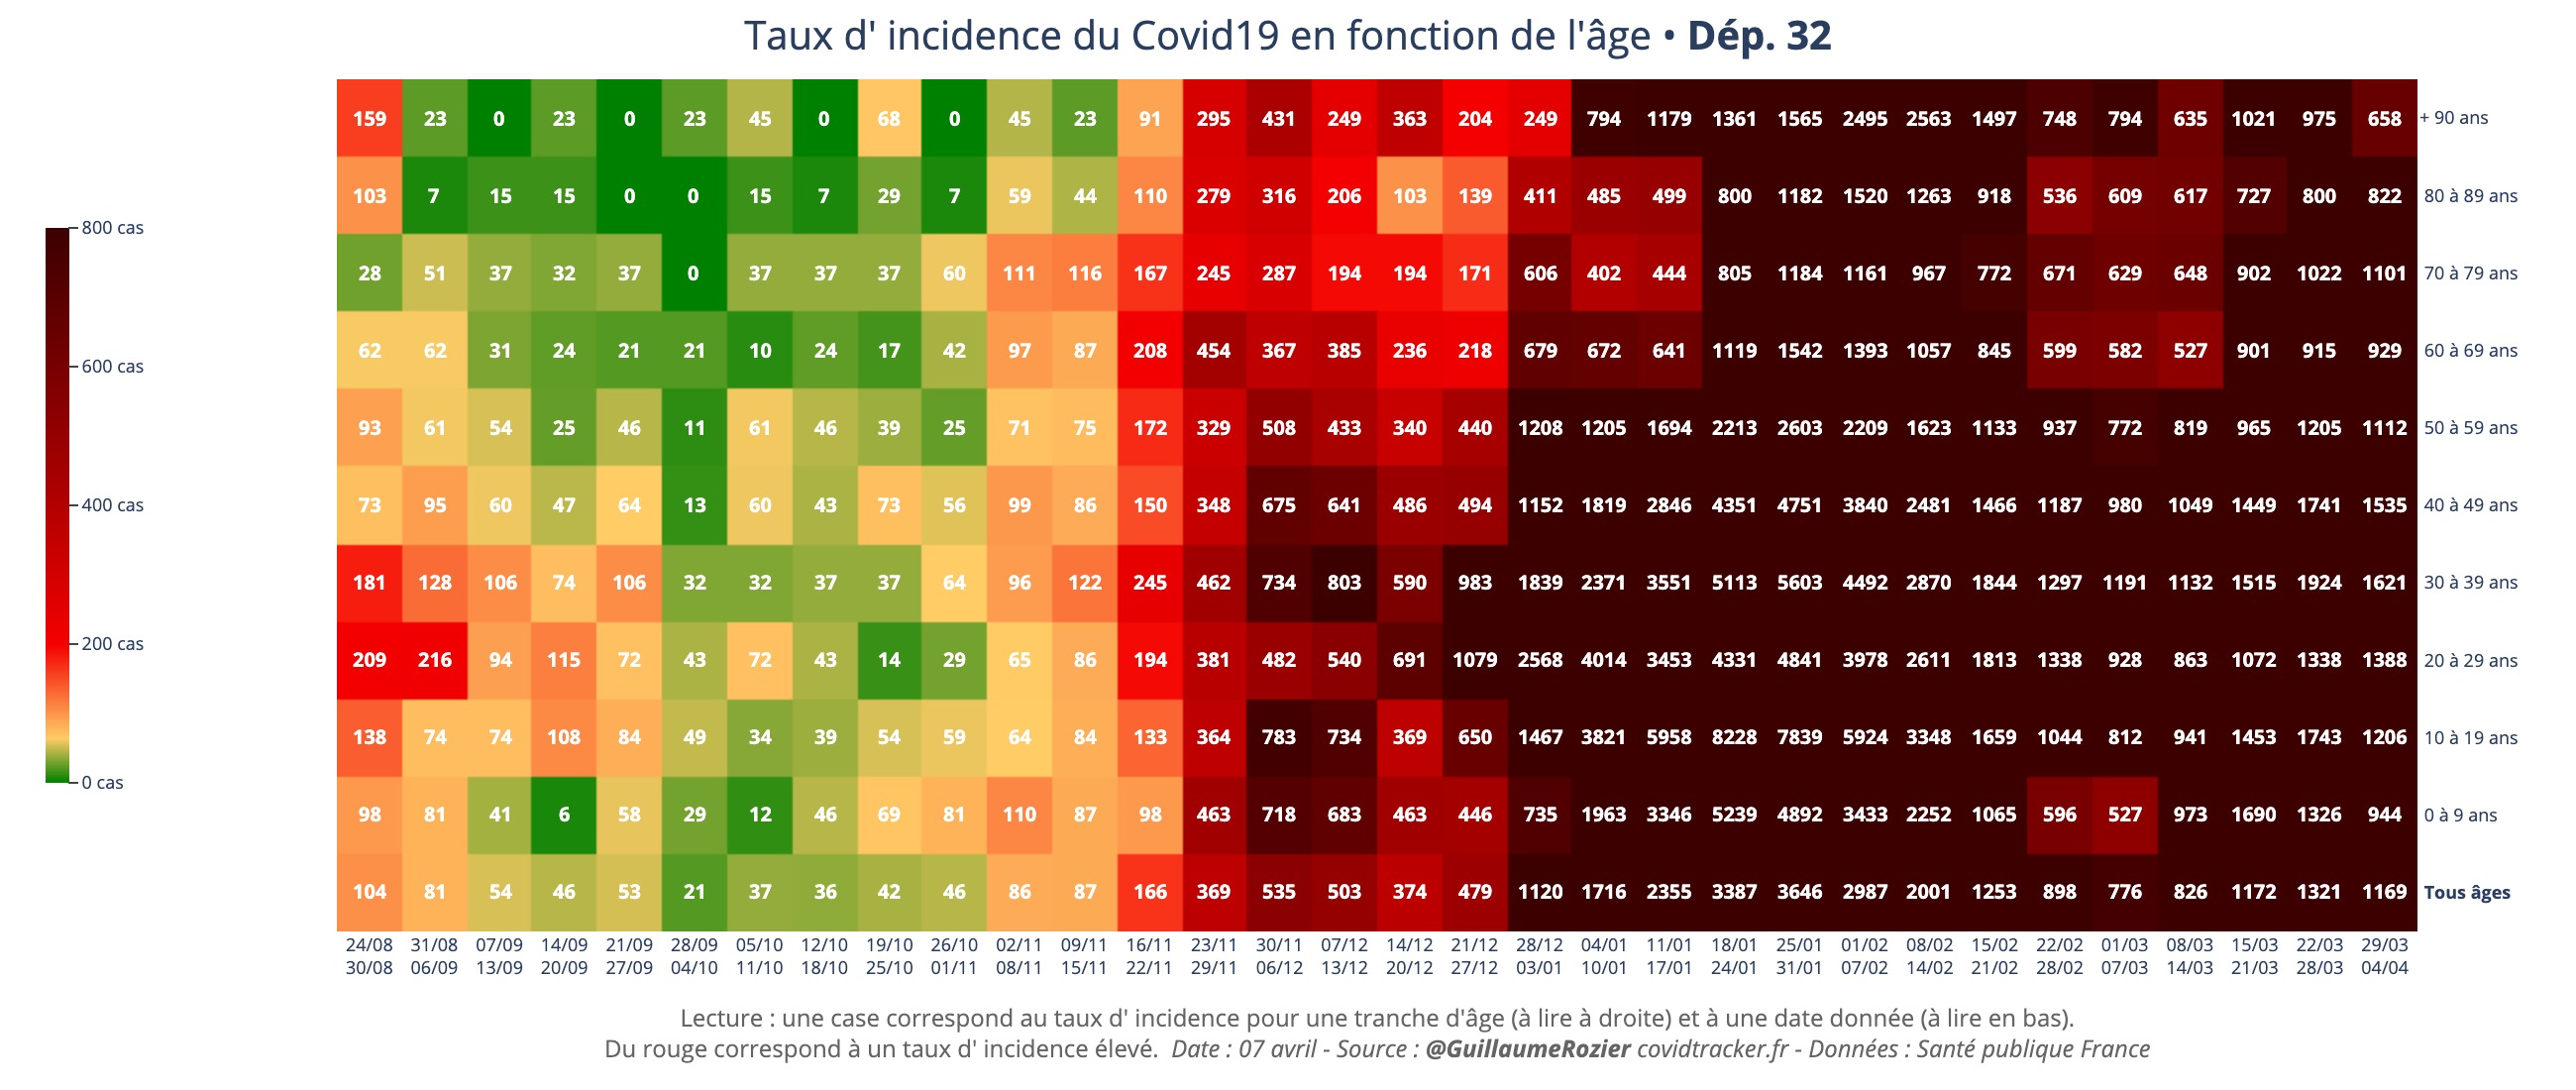 Taux d' incidence du Covid19 en fonction de l'âge • Dép. 32
800 cas
600 cas
400 cas
200 cas
0 cas
159 23 0 23 0 23 45 0 68 0 45 23 91 295 431 249 363 204 249 794 1179 1361 1565 2495 2563 1497 748 794 635 1021 975 658 + 90 ans
103 7 15 15 0 0 15 7 29 7 59 44 110 279 316 206 103 139 411 485 499 800 1182 1520 1263 918 536 609 617 727 800 822 80 à 89 ans
28 51 37 32 37 0 37 37 37 60 111 116 167 245 287 194 194 171 606 402 444 805 1184 1161 967 772 671 629 648 902 1022 1101 70 à 79 ans
62 62 31 24 21 21 10 24 17 42 97 87 208 454 367 385 236 218 679 672 641 1119 1542 1393 1057 845 599 582 527 901 915 929 60 à 69 ans
93 61 54 25 46 11 61 46 39 25 71 75 172 329 508 433 340 440 1208 1205 1694 2213 2603 2209 1623 1133 937 772 819 965 1205 1112 50 à 59 ans
73 95 60 47 64 13 60 43 73 56 99 86 150 348 675 641 486 494 1152 1819 2846 4351 4751 3840 2481 1466 1187 980 1049 1449 1741 1535 40 à 49 ans
181 128 106 74 106 32 32 37 37 64 96 122 245 462 734 803 590 983 1839 2371 3551 5113 5603 4492 2870 1844 1297 1191 1132 1515 1924 1621 30 à 39 ans
209 216 94 115 72 43 72 43 14 29 65 86 194 381 482 540 691 1079 2568 4014 3453 4331 4841 3978 2611 1813 1338 928 863 1072 1338 1388 20 à 29 ans
138 74 74 108 84 49 34 39 54 59 64 84 133 364 783 734 369 650 1467 3821 5958 8228 7839 5924 3348 1659 1044 812 941 1453 1743 1206 10 à 19 ans
98 81 41 6 58 29 12 46 69 81 110 87 98 463 718 683 463 446 735 1963 3346 5239 4892 3433 2252 1065 596 527 973 1690 1326 944 0 à 9 ans
104 81 54 46 53 21 37 36 42 46 86 87 166 369 535 503 374 479 1120 1716 2355 3387 3646 2987 2001 1253 898 776 826 1172 1321 1169 Tous âges
24/08 31/08 07/09 14/09 21/09 28/09 05/10 12/10 19/10 26/10 02/11 09/11 16/11 23/11 30/11 07/12 14/12 21/12 28/12 04/01 11/01 18/01 25/01 01/02 08/02 15/02 22/02 01/03 08/03 15/03 22/03 29/03
30/08 06/09 13/09 20/09 27/09 04/10 11/10 18/10 25/10 01/11 08/11 15/11 22/11 29/11 06/12 13/12 20/12 27/12 03/01 10/01 17/01 24/01 31/01 07/02 14/02 21/02 28/02 07/03 14/03 21/03 28/03 04/04
Lecture : une case correspond au taux d' incidence pour une tranche d'âge (à lire à droite) et à une date donnée (à lire en bas).
Du rouge correspond à un taux d' incidence élevé. Date : 07 avril - Source : @GuillaumeRozier covidtracker.fr - Données : Santé publique France